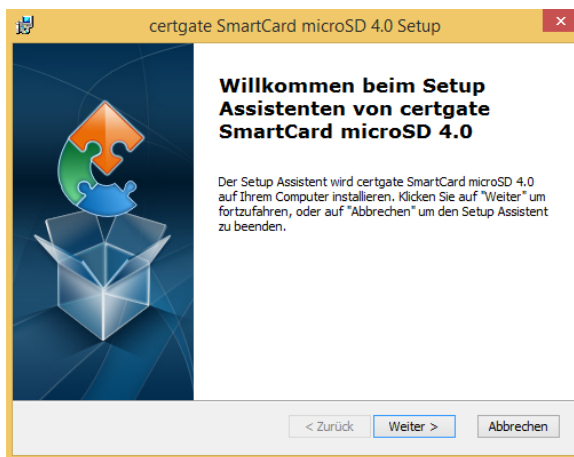 certgate SmartCard microSD 4.0 Setup
Willkommen beim Setup
Assistenten von certgate
SmartCard microSD 4.0
Der Setup Assistent wird certgate SmartCard microSD 4.0
auf Ihrem Computer installieren. Klicken Sie auf "Weiter" um
fortzufahren, oder auf "Abbrechen" um den Setup Assistent
zu beenden.
< Zurück Weiter > Abbrechen